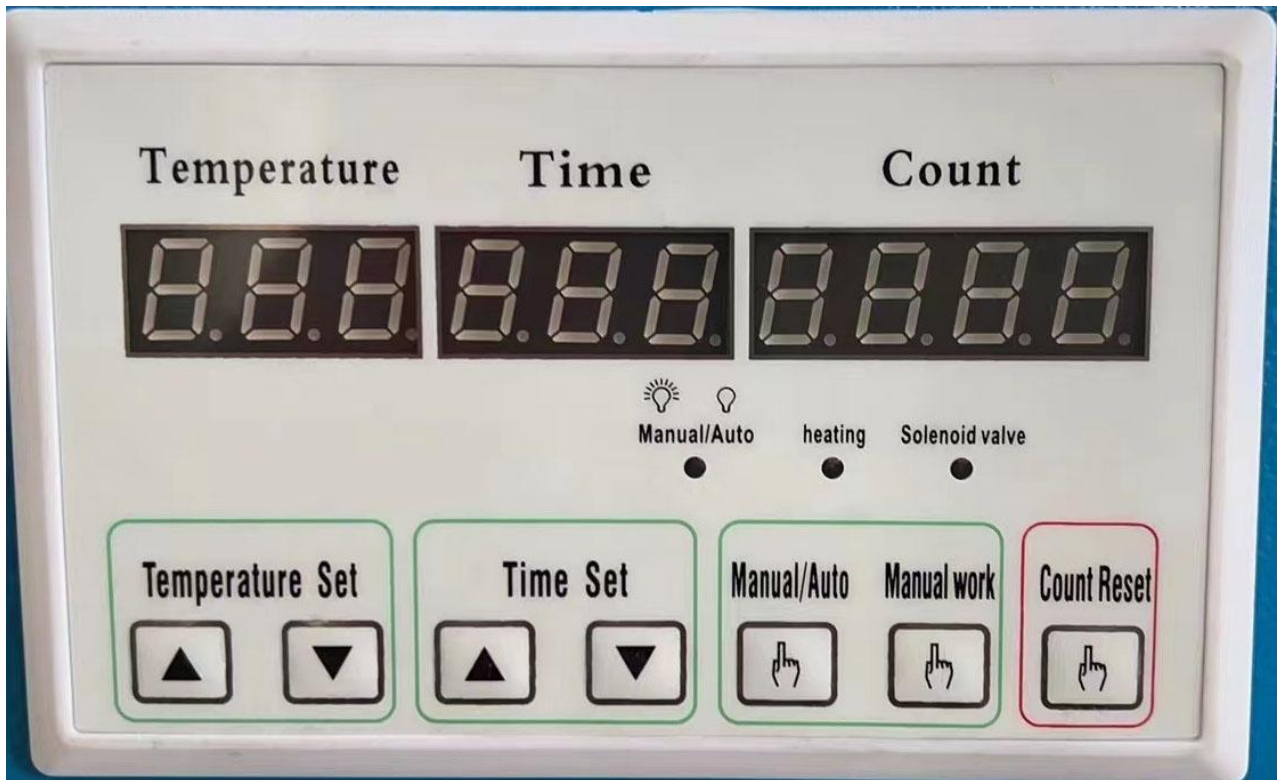 Temperature Time Count
Manual/Auto heating Solenoid valve
Temperature Set Time Set Manual/Auto Manual work Count Reset